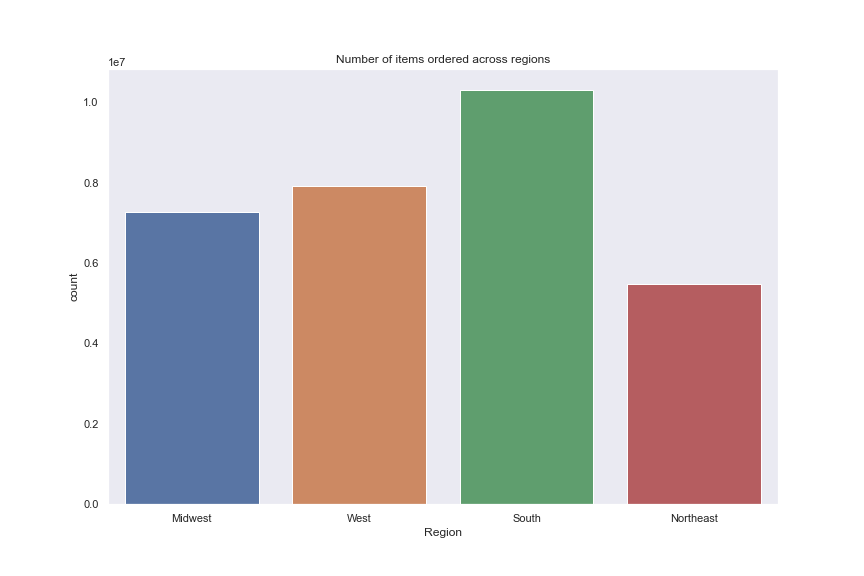 Number of items ordered across regions
1e7
1.0
0.8
0.6
0.4
0.2
0.0
count
Midwest West South Northeast
Region